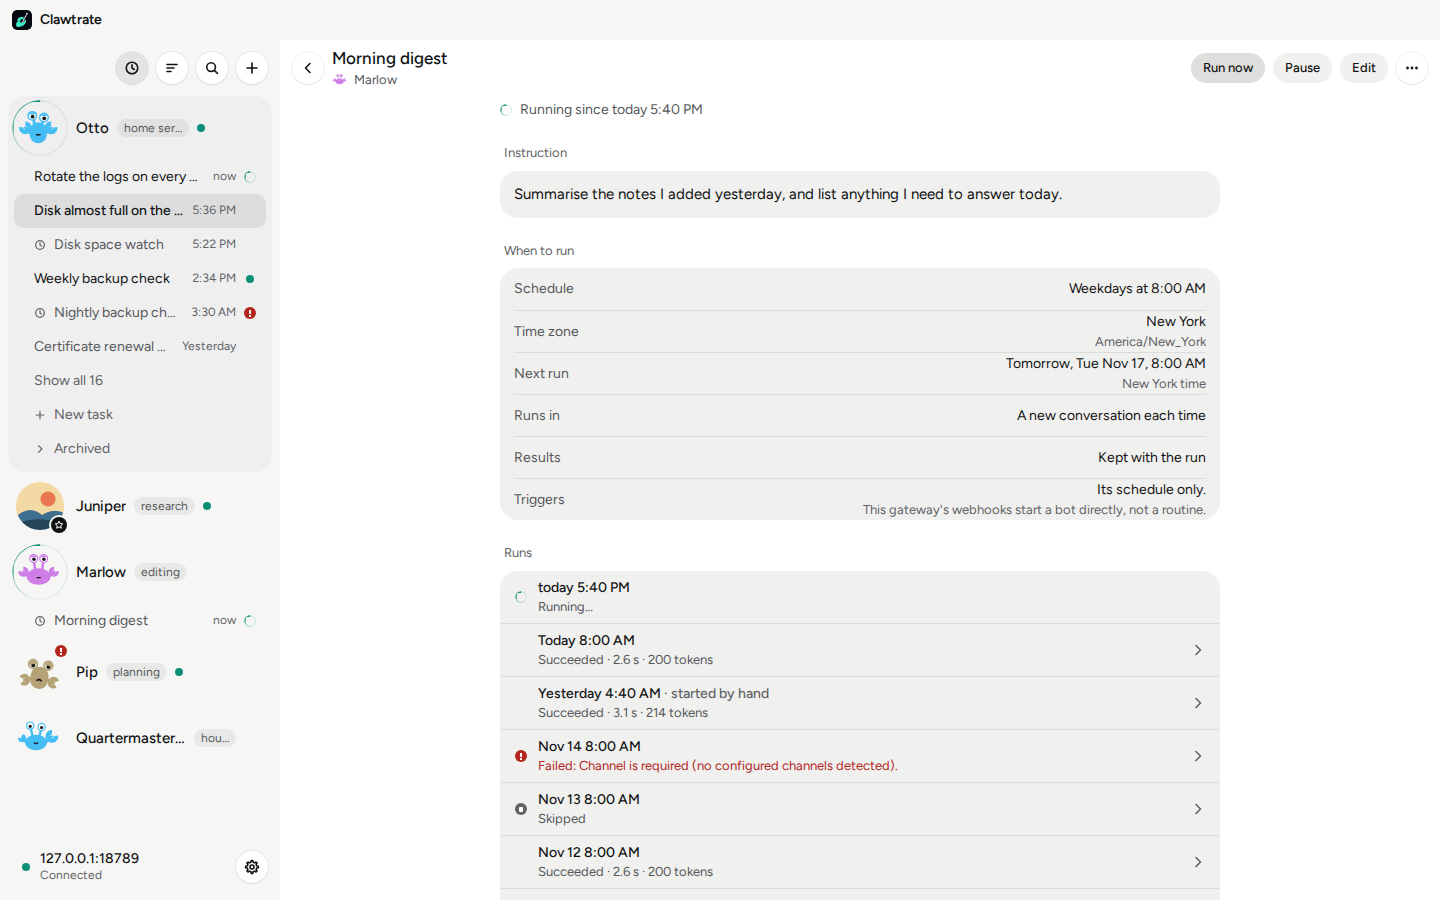 Clawtrate
Otto home ser...
Rotate the logs on every ... now
Disk almost full on the ... 5:36 PM
Disk space watch 5:22 PM
Weekly backup check 2:34 PM
Nightly backup ch... 3:30 AM
Certificate renewal ... Yesterday
Show all 16
New task
Archived
Juniper research
Marlow editing
Morning digest now
Pip planning
Quartermaster... hou...
127.0.0.1:18789
Connected
Morning digest
Marlow
Run now Pause Edit
Running since today 5:40 PM
Instruction
Summarise the notes I added yesterday, and list anything I need to answer today.
When to run
Schedule Weekdays at 8:00 AM
Time zone New York
America/New_York
Next run Tomorrow, Tue Nov 17, 8:00 AM
New York time
Runs in A new conversation each time
Results Kept with the run
Triggers Its schedule only.
This gateway's webhooks start a bot directly, not a routine.
Runs
today 5:40 PM
Running...
Today 8:00 AM
Succeeded · 2.6 s · 200 tokens
Yesterday 4:40 AM · started by hand
Succeeded · 3.1 s · 214 tokens
Nov 14 8:00 AM
Failed: Channel is required (no configured channels detected).
Nov 13 8:00 AM
Skipped
Nov 12 8:00 AM
Succeeded · 2.6 s · 200 tokens